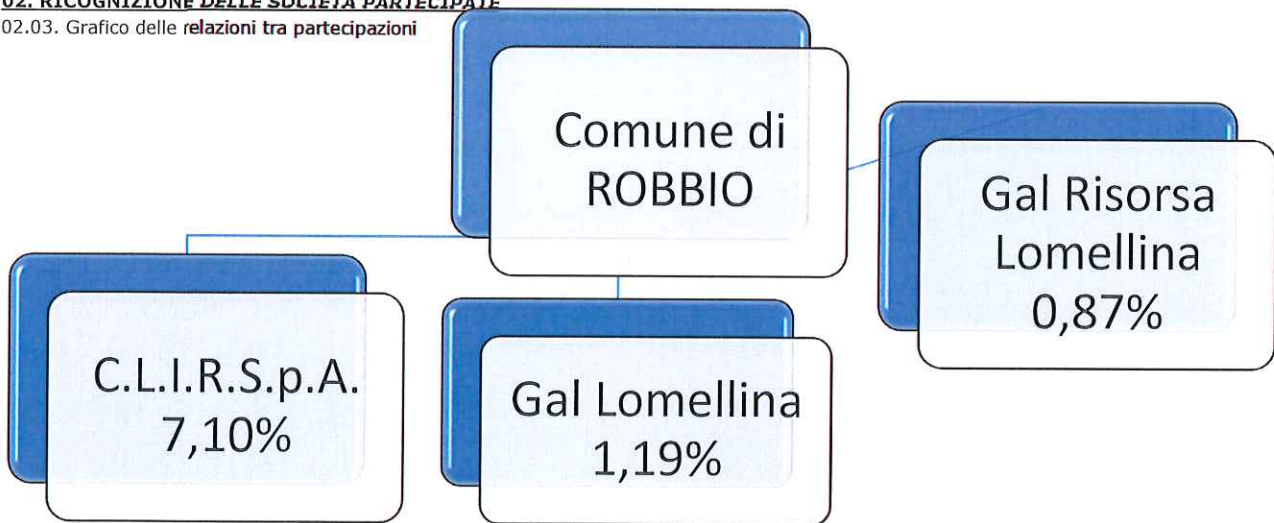 02. RICOGNIZIONE DELLE SOCIETÀ PARTECIPATE
02.03. Grafico delle relazioni tra partecipazioni
Comune di
ROBBIO
Gal Risorsa
Lomellina
0,87%
C.L.I.R.S.p.A.
7,10%
Gal Lomellina
1,19%